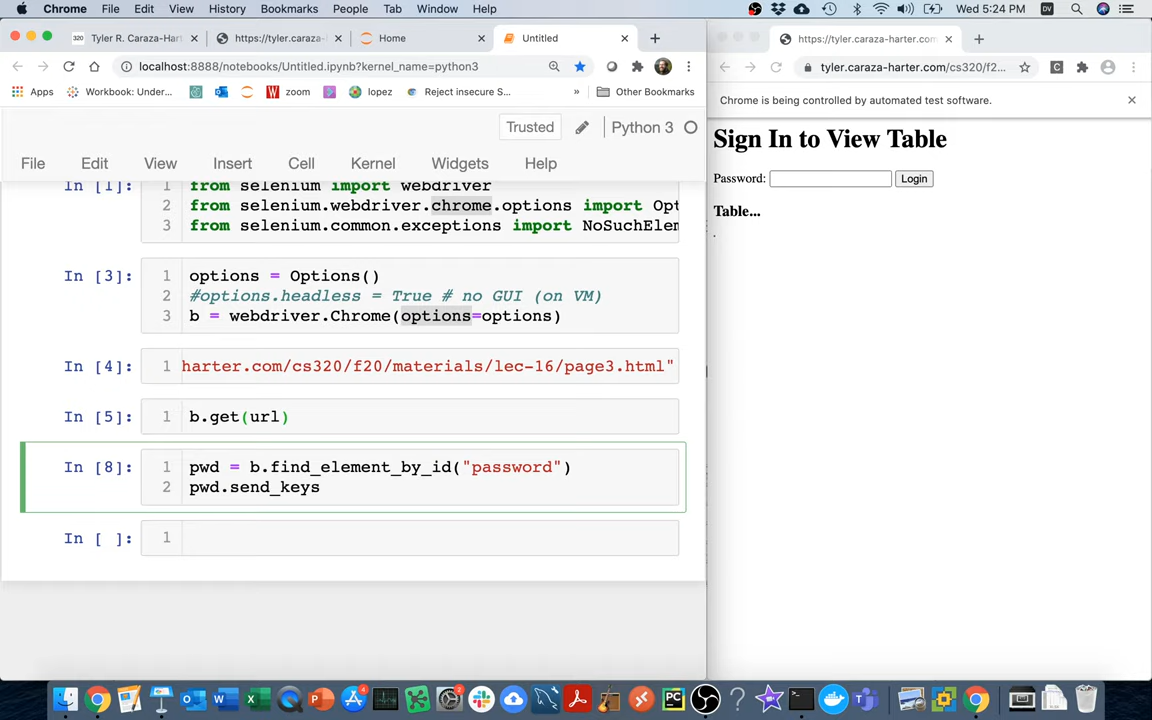 Chrome File Edit View History Bookmarks People Tab Window Help Wed 5:24 PM DV
320 Tyler R. Caraza-Hart × https://tyler.caraza-h × Home × Untitled × +
localhost:8888/notebooks/Untitled.ipynb?kernel_name=python3
Apps Workbook: Under... zoom lopez Reject insecure S... » Other Bookmarks
Trusted Python 3
File Edit View Insert Cell Kernel Widgets Help
In [1]: 1 from selenium import webdriver
2 from selenium.webdriver.chrome.options import Opt
3 from selenium.common.exceptions import NoSuchElem
In [3]: 1 options = Options()
2 #options.headless = True # no GUI (on VM)
3 b = webdriver.Chrome(options=options)
In [4]: 1 harter.com/cs320/f20/materials/lec-16/page3.html"
In [5]: 1 b.get(url)
In [8]: 1 pwd = b.find_element_by_id("password")
2 pwd.send_keys
In [ ]: 1
https://tyler.caraza-harter.com × +
tyler.caraza-harter.com/cs320/f2...
Chrome is being controlled by automated test software. ×
Sign In to View Table
Password: Login
Table...
.